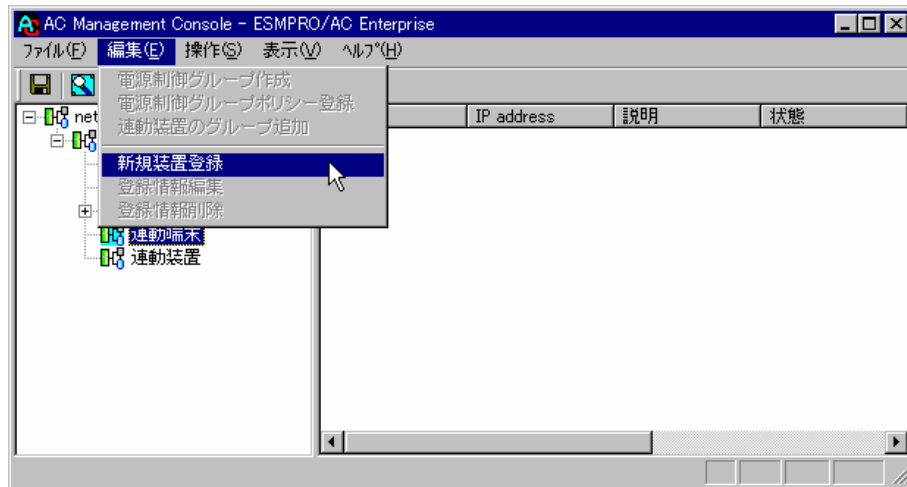 AC Management Console - ESMPRO/AC Enterprise
ファイル(F) 編集(E) 操作(S) 表示(V) ヘルプ(H)
電源制御グループ作成
電源制御グループポリシー登録
連動装置のグループ追加
新規装置登録
登録情報編集
登録情報削除
net
IP address 説明 状態
連動端末
連動装置